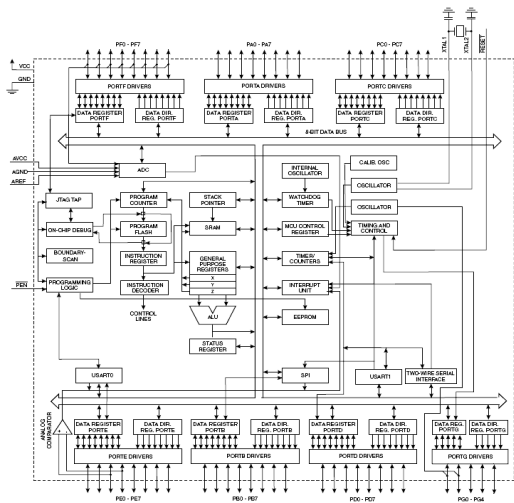 PF0 - PF7
PA0 - PA7
PC0 - PC7
XTAL1
XTAL2
RESET
VCC
GND
PORTF DRIVERS
PORTA DRIVERS
PORTC DRIVERS
DATA REGISTER PORTF
DATA DIR. REG. PORTF
DATA REGISTER PORTA
DATA DIR. REG. PORTA
DATA REGISTER PORTC
DATA DIR. REG. PORTC
8-BIT DATA BUS
AVCC
AGND
AREF
ADC
INTERNAL OSCILLATOR
CALIB. OSC
OSCILLATOR
OSCILLATOR
JTAG TAP
PROGRAM COUNTER
STACK POINTER
WATCHDOG TIMER
ON-CHIP DEBUG
PROGRAM FLASH
SRAM
MCU CONTROL REGISTER
TIMING AND CONTROL
BOUNDARY-SCAN
INSTRUCTION REGISTER
GENERAL PURPOSE REGISTERS
X
Y
Z
TIMER/COUNTERS
PEN
PROGRAMMING LOGIC
INSTRUCTION DECODER
INTERRUPT UNIT
CONTROL LINES
ALU
EEPROM
STATUS REGISTER
USART0
SPI
USART1
TWO-WIRE SERIAL INTERFACE
ANALOG COMPARATOR
DATA REGISTER PORTE
DATA DIR. REG. PORTE
DATA REGISTER PORTB
DATA DIR. REG. PORTB
DATA REGISTER PORTD
DATA DIR. REG. PORTD
DATA REG. PORTG
DATA DIR. REG. PORTG
PORTE DRIVERS
PORTB DRIVERS
PORTD DRIVERS
PORTG DRIVERS
PE0 - PE7
PB0 - PB7
PD0 - PD7
PG0 - PG4